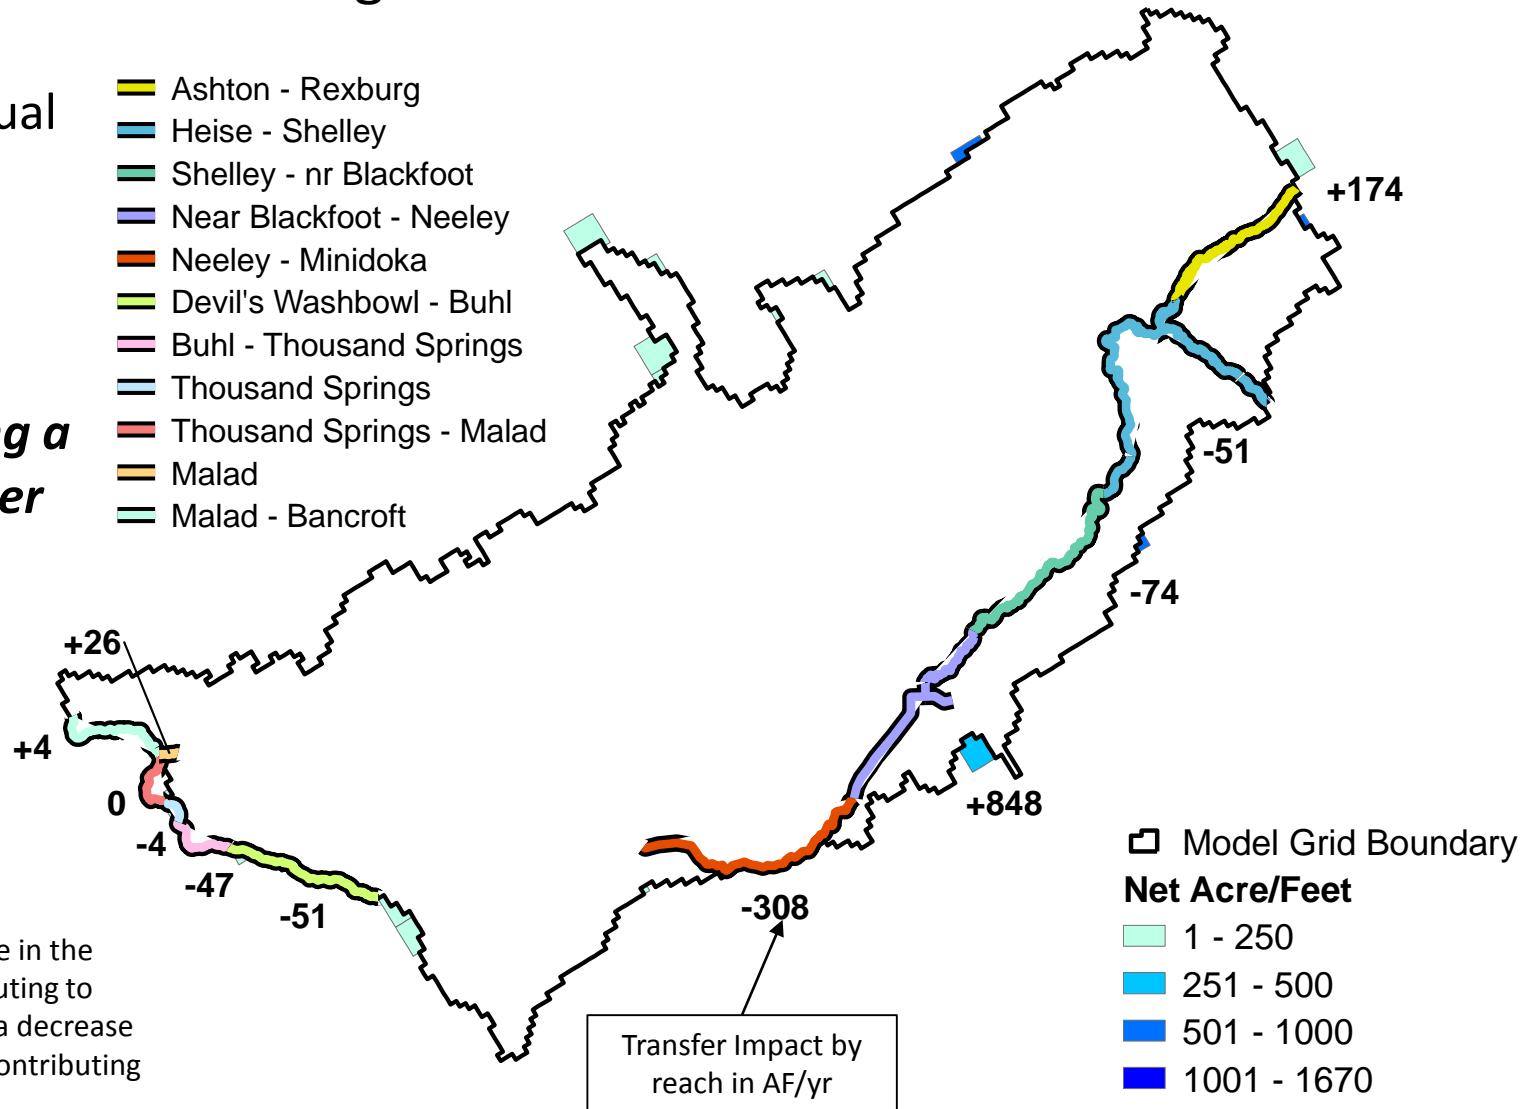 ual
ng a
er
Ashton - Rexburg
Heise - Shelley
Shelley - nr Blackfoot
Near Blackfoot - Neeley
Neeley - Minidoka
Devil's Washbowl - Buhl
Buhl - Thousand Springs
Thousand Springs
Thousand Springs - Malad
Malad
Malad - Bancroft
+174
-51
-74
+26
+4
0
-4
-47
-51
-308
+848
e in the
uting to
a decrease
ontributing
Transfer Impact by
reach in AF/yr
Model Grid Boundary
Net Acre/Feet
1 - 250
251 - 500
501 - 1000
1001 - 1670